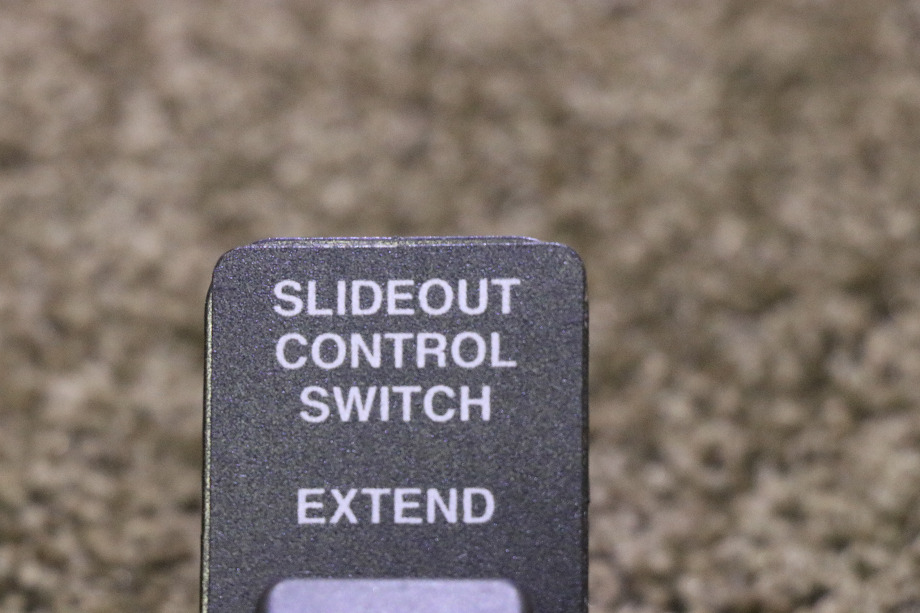 SLIDEOUT
CONTROL
SWITCH
EXTEND